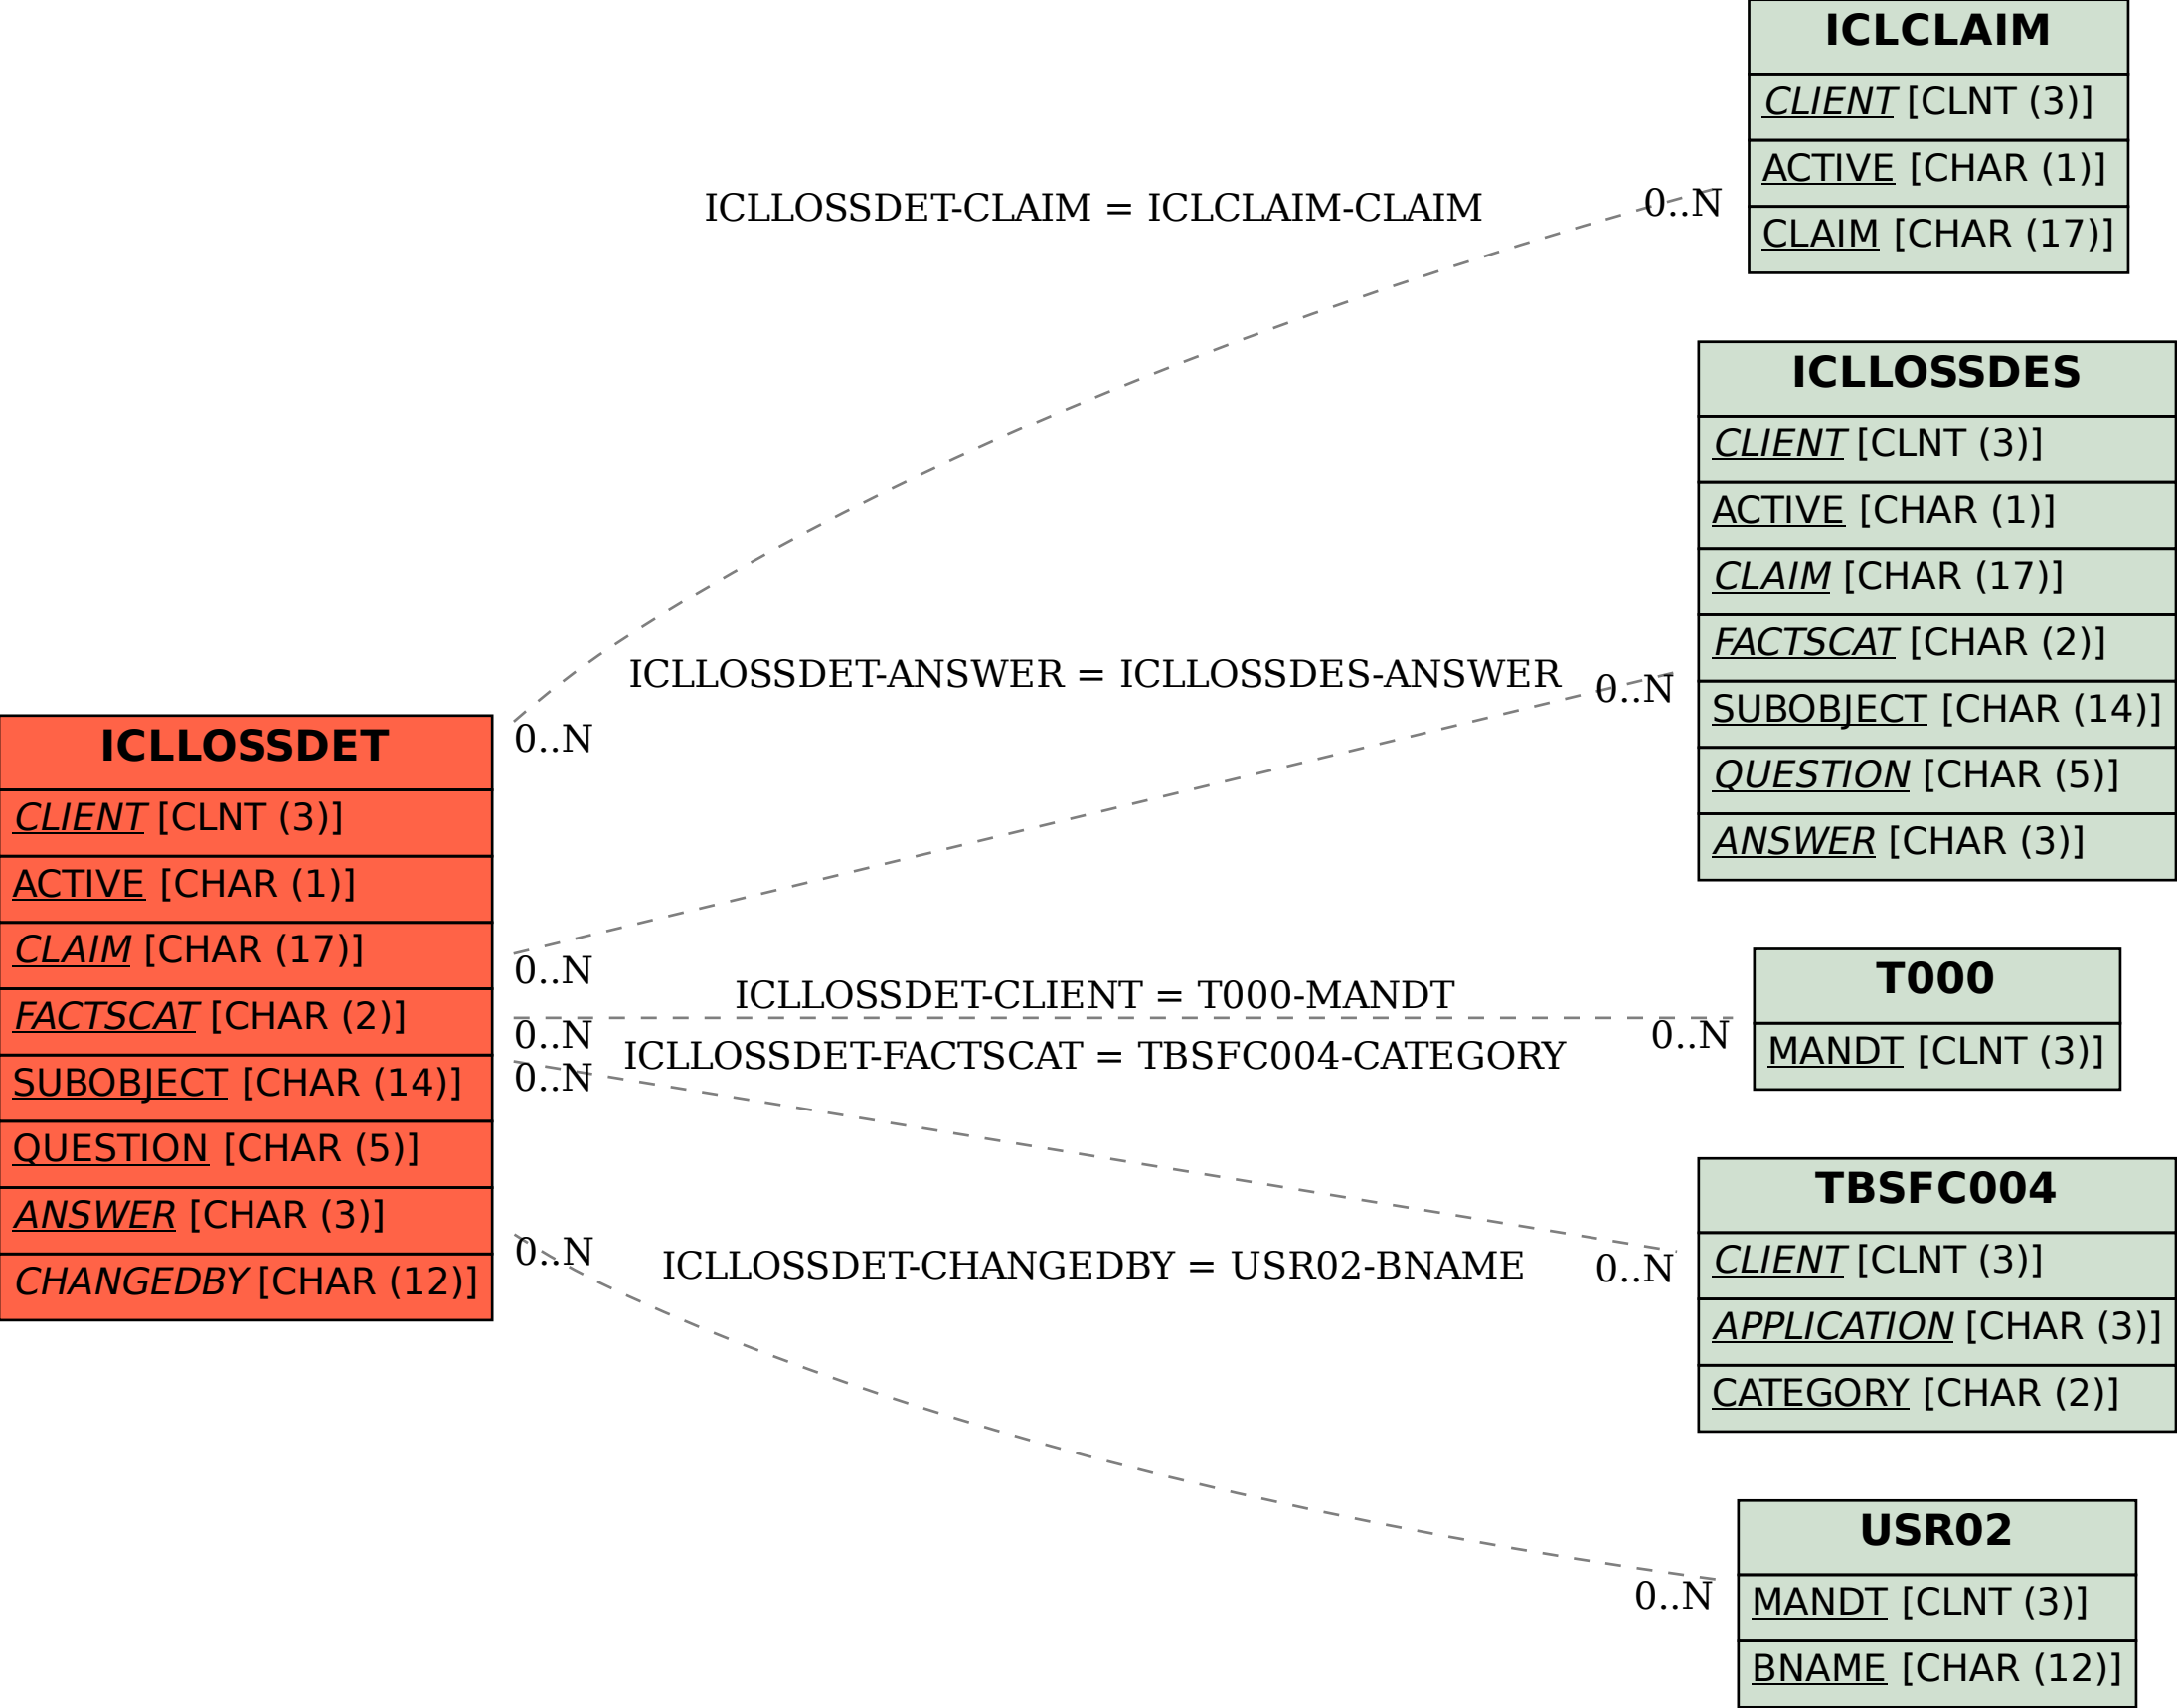 ICLCLAIM
CLIENT [CLNT (3)]
ACTIVE [CHAR (1)]
CLAIM [CHAR (17)]
ICLLOSSDET-CLAIM = ICLCLAIM-CLAIM
0..N
0..N
ICLLOSSDES
CLIENT [CLNT (3)]
ACTIVE [CHAR (1)]
CLAIM [CHAR (17)]
FACTSCAT [CHAR (2)]
SUBOBJECT [CHAR (14)]
QUESTION [CHAR (5)]
ANSWER [CHAR (3)]
ICLLOSSDET-ANSWER = ICLLOSSDES-ANSWER
0..N
0..N
ICLLOSSDET
CLIENT [CLNT (3)]
ACTIVE [CHAR (1)]
CLAIM [CHAR (17)]
FACTSCAT [CHAR (2)]
SUBOBJECT [CHAR (14)]
QUESTION [CHAR (5)]
ANSWER [CHAR (3)]
CHANGEDBY [CHAR (12)]
ICLLOSSDET-CLIENT = T000-MANDT
0..N
0..N
T000
MANDT [CLNT (3)]
ICLLOSSDET-FACTSCAT = TBSFC004-CATEGORY
0..N
0..N
TBSFC004
CLIENT [CLNT (3)]
APPLICATION [CHAR (3)]
CATEGORY [CHAR (2)]
ICLLOSSDET-CHANGEDBY = USR02-BNAME
0..N
0..N
USR02
MANDT [CLNT (3)]
BNAME [CHAR (12)]